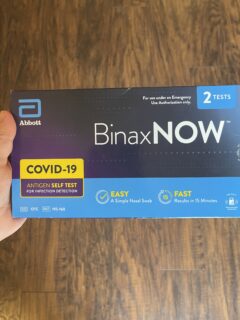 Abbott
For use under an Emergency
Use Authorization only.
2 TESTS
BinaxNOW™
COVID-19
ANTIGEN SELF TEST
FOR INFECTION DETECTION
EASY
A Simple Nasal Swab
FAST
Results in 15 Minutes